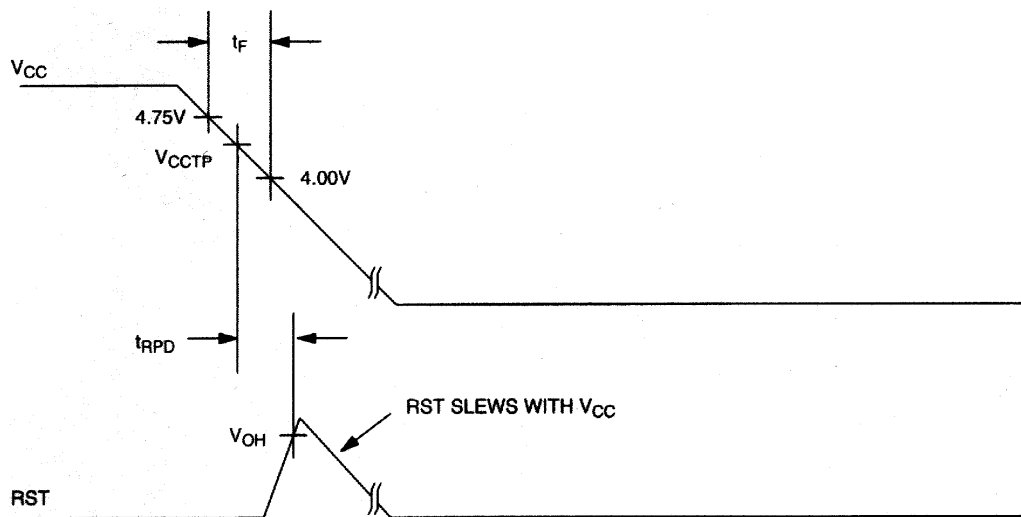 tF
VCC
4.75V
VCCTP
4.00V
tRPD
RST SLEWS WITH VCC
VOH
RST